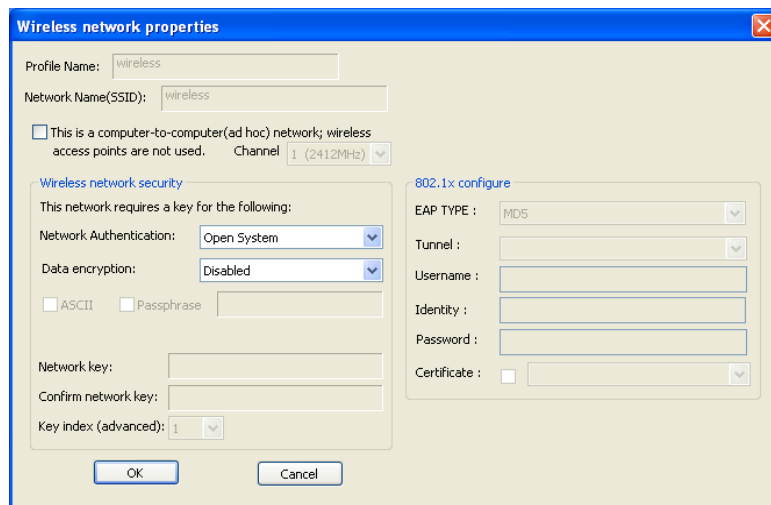 Wireless network properties
Profile Name: wireless
Network Name(SSID): wireless
This is a computer-to-computer(ad hoc) network; wireless
access points are not used. Channel 1 (2412MHz)
Wireless network security
This network requires a key for the following:
Network Authentication: Open System
Data encryption: Disabled
ASCII Passphrase
Network key:
Confirm network key:
Key index (advanced): 1
802.1x configure
EAP TYPE : MD5
Tunnel :
Username :
Identity :
Password :
Certificate :
OK Cancel